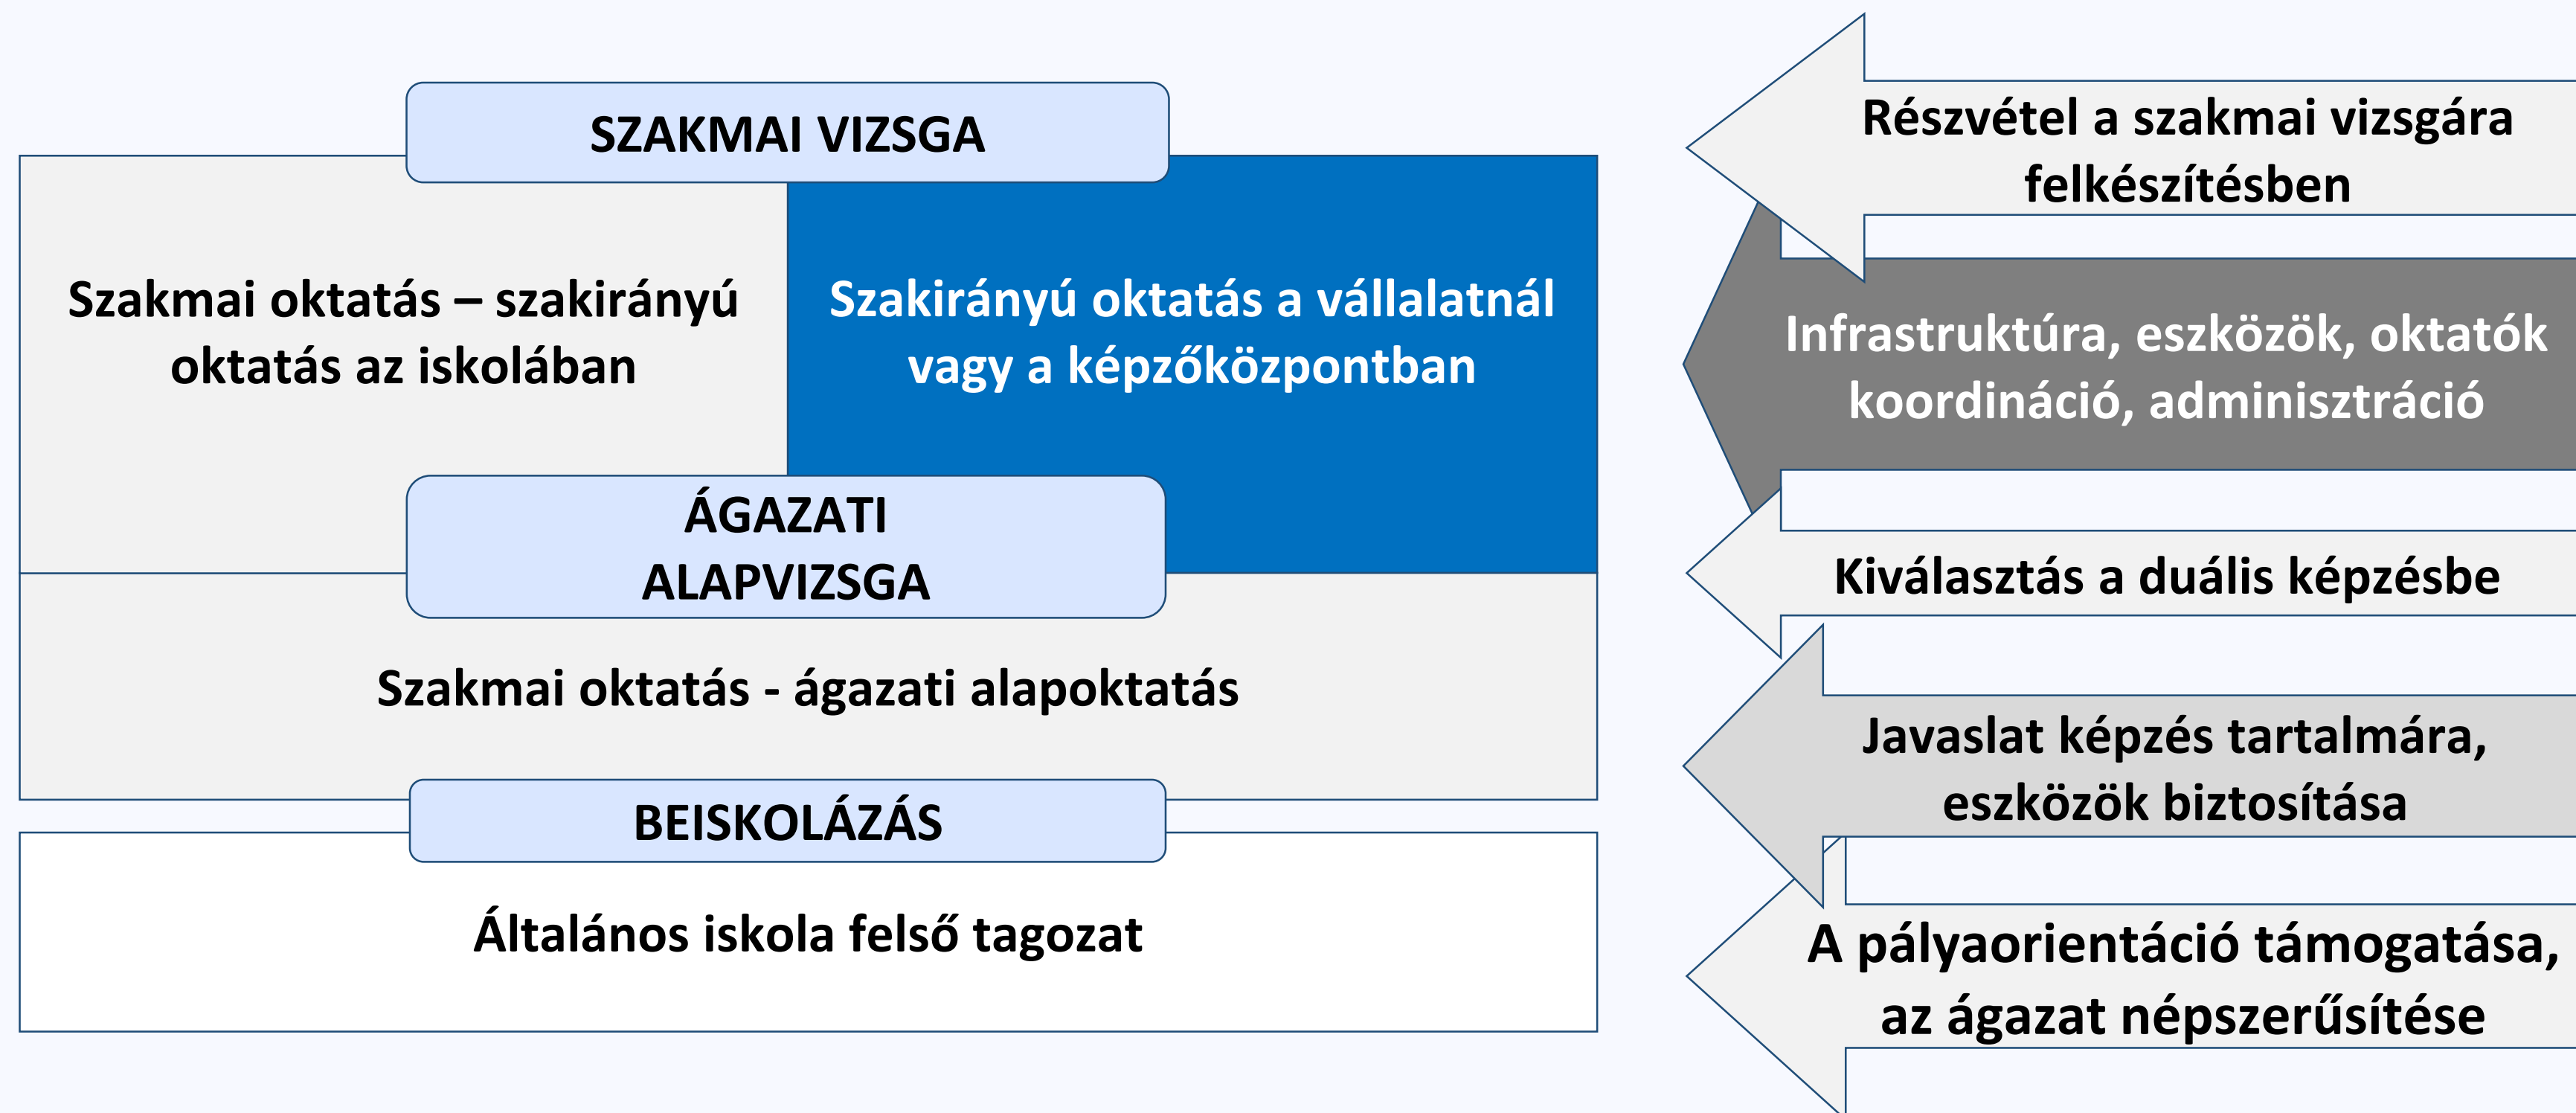 SZAKMAI VIZSGA
Szakmai oktatás – szakirányú
oktatás az iskolában
Szakirányú oktatás a vállalatnál
vagy a képzőközpontban
ÁGAZATI
ALAPVIZSGA
Szakmai oktatás - ágazati alapoktatás
BEISKOLÁZÁS
Általános iskola felső tagozat
Részvétel a szakmai vizsgára
felkészítésben
Infrastruktúra, eszközök, oktatók
koordináció, adminisztráció
Kiválasztás a duális képzésbe
Javaslat képzés tartalmára,
eszközök biztosítása
A pályaorientáció támogatása,
az ágazat népszerűsítése